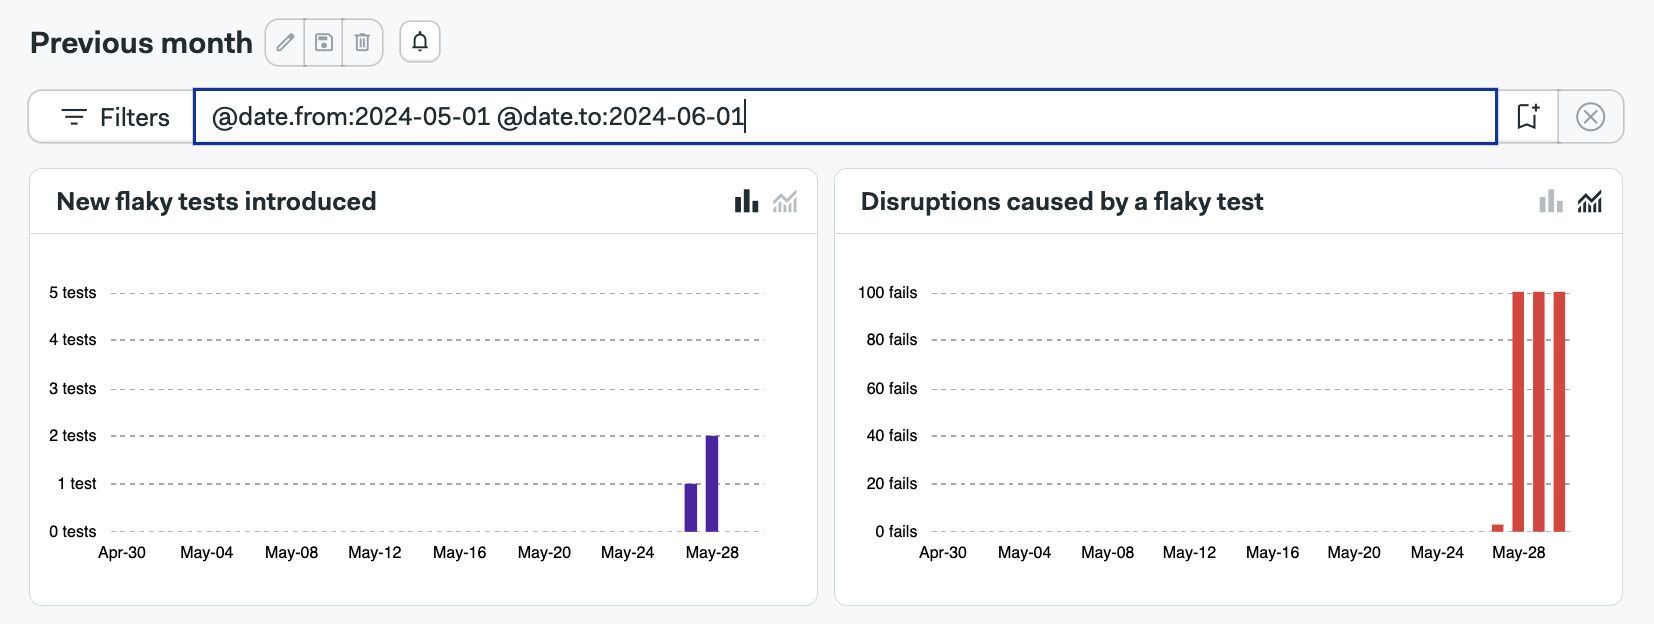 Previous month
Filters
@date.from:2024-05-01 @date.to:2024-06-01
New flaky tests introduced
5 tests
4 tests
3 tests
2 tests
1 test
0 tests
Apr-30 May-04 May-08 May-12 May-16 May-20 May-24 May-28
Disruptions caused by a flaky test
100 fails
80 fails
60 fails
40 fails
20 fails
0 fails
Apr-30 May-04 May-08 May-12 May-16 May-20 May-24 May-28